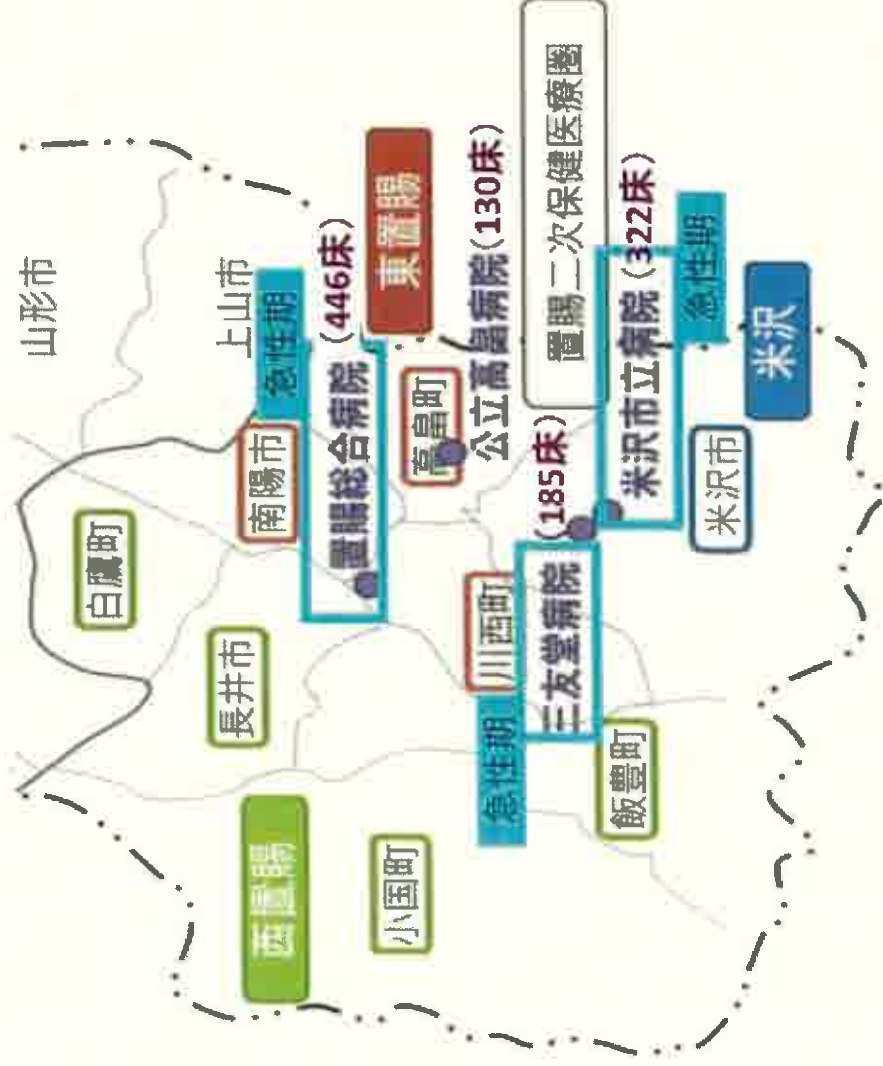 山形市
上山市
白鷹町
南陽市
急性期
長井市
置賜総合病院 (446床)
東置賜
西置賜
小国町
高畠町
公立高畠病院 (130床)
川西町
急性期
三友堂病院 (185床)
置賜二次保健医療圏
飯豊町
米沢市立病院 (322床)
急性期
米沢市
米沢